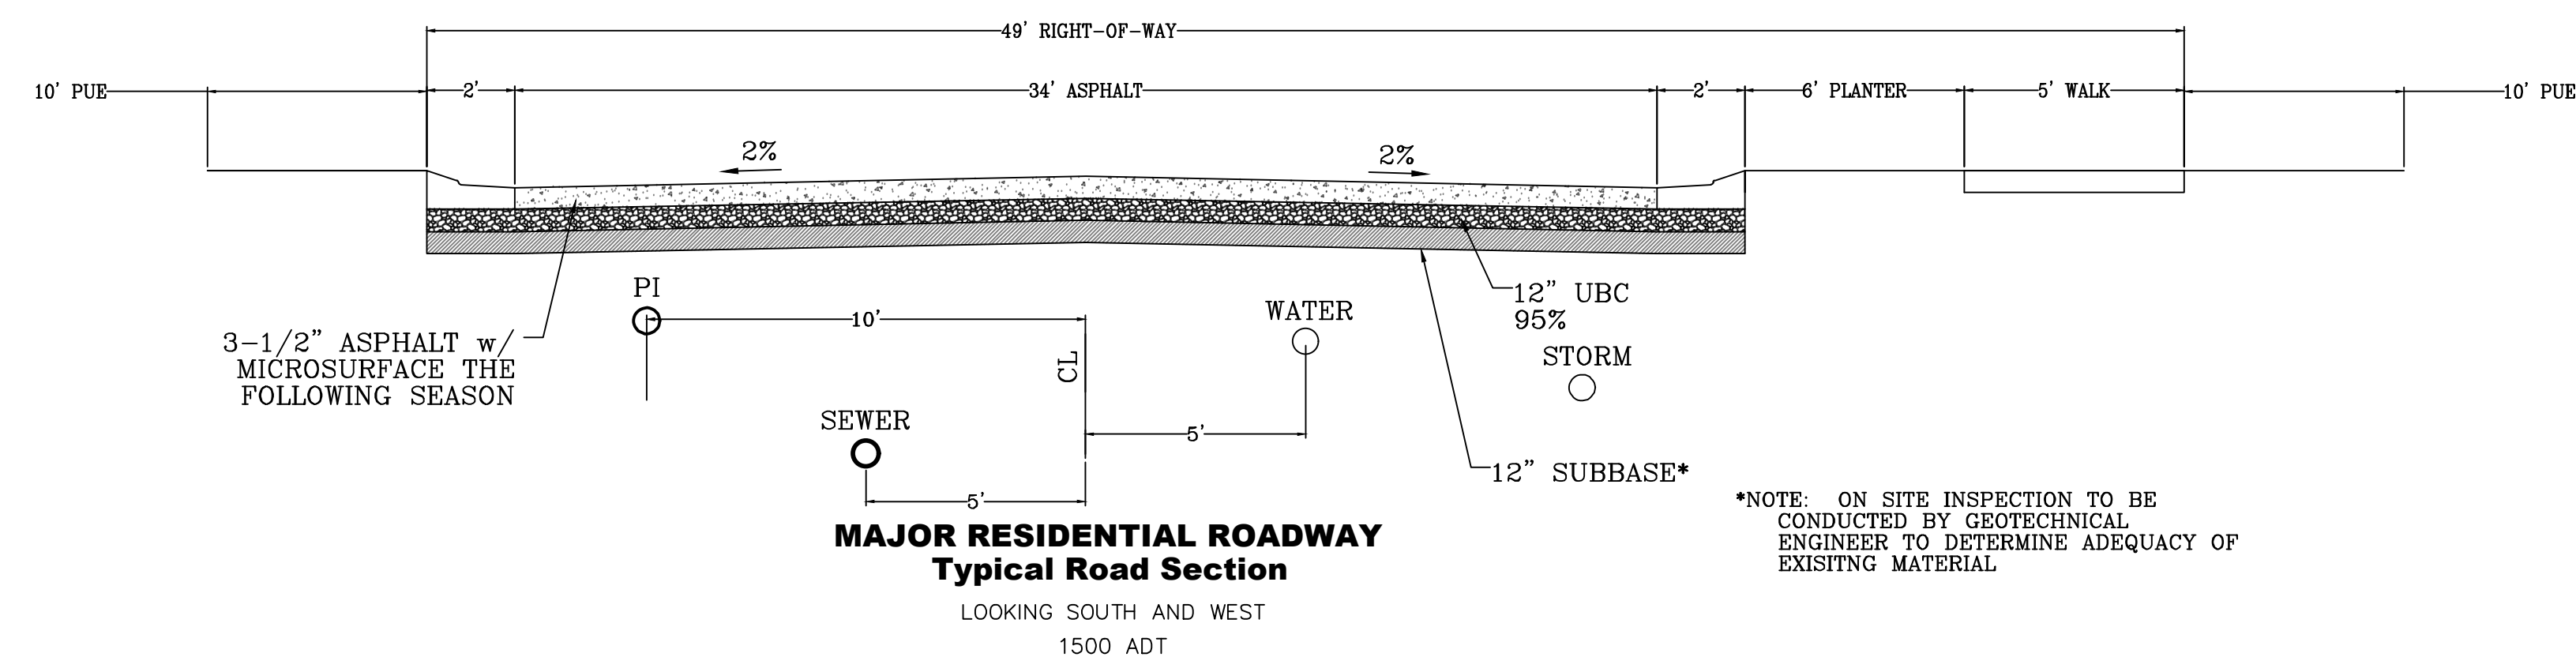 49' RIGHT-OF-WAY
10' PUE
2'
34' ASPHALT
2'
6' PLANTER
5' WALK
10' PUE
2%
2%
PI
10'
12" UBC
95%
WATER
3-1/2" ASPHALT w/
MICROSURFACE THE
FOLLOWING SEASON
CL
STORM
SEWER
5'
12" SUBBASE*
5'
*NOTE: ON SITE INSPECTION TO BE
CONDUCTED BY GEOTECHNICAL
ENGINEER TO DETERMINE ADEQUACY OF
EXISITNG MATERIAL
MAJOR RESIDENTIAL ROADWAY
Typical Road Section
LOOKING SOUTH AND WEST
1500 ADT